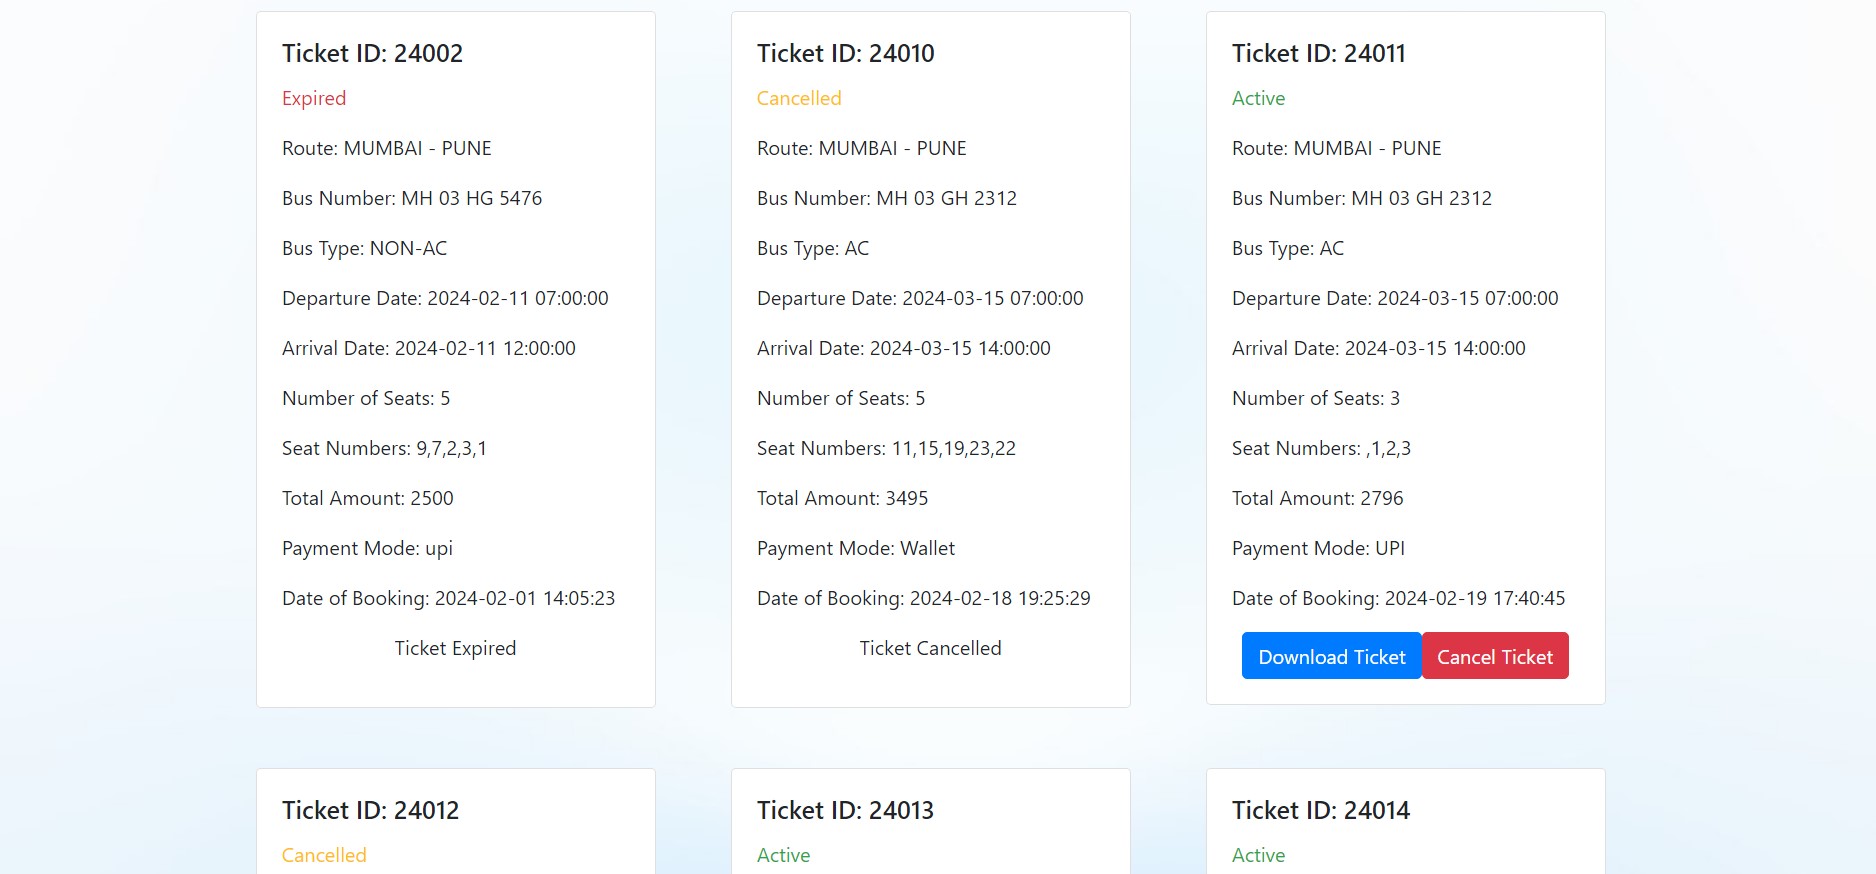 Ticket ID: 24002
Expired
Route: MUMBAI - PUNE
Bus Number: MH 03 HG 5476
Bus Type: NON-AC
Departure Date: 2024-02-11 07:00:00
Arrival Date: 2024-02-11 12:00:00
Number of Seats: 5
Seat Numbers: 9,7,2,3,1
Total Amount: 2500
Payment Mode: upi
Date of Booking: 2024-02-01 14:05:23
Ticket Expired
Ticket ID: 24010
Cancelled
Route: MUMBAI - PUNE
Bus Number: MH 03 GH 2312
Bus Type: AC
Departure Date: 2024-03-15 07:00:00
Arrival Date: 2024-03-15 14:00:00
Number of Seats: 5
Seat Numbers: 11,15,19,23,22
Total Amount: 3495
Payment Mode: Wallet
Date of Booking: 2024-02-18 19:25:29
Ticket Cancelled
Ticket ID: 24011
Active
Route: MUMBAI - PUNE
Bus Number: MH 03 GH 2312
Bus Type: AC
Departure Date: 2024-03-15 07:00:00
Arrival Date: 2024-03-15 14:00:00
Number of Seats: 3
Seat Numbers: ,1,2,3
Total Amount: 2796
Payment Mode: UPI
Date of Booking: 2024-02-19 17:40:45
Download Ticket
Cancel Ticket
Ticket ID: 24012
Cancelled
Ticket ID: 24013
Active
Ticket ID: 24014
Active